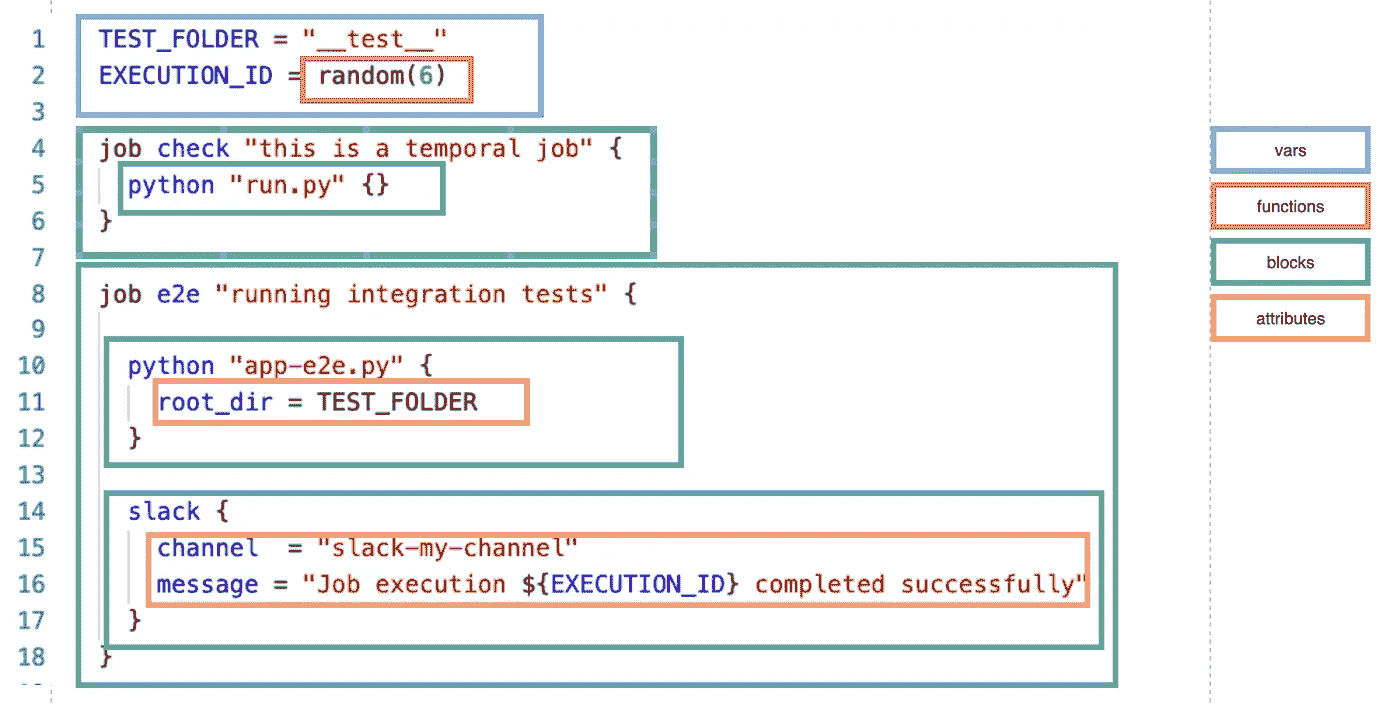 1 TEST_FOLDER = "__test__"
2 EXECUTION_ID = random(6)
3
4 job check "this is a temporal job" {
5 python "run.py" {}
6 }
7
8 job e2e "running integration tests" {
9
10 python "app-e2e.py" {
11 root_dir = TEST_FOLDER
12 }
13
14 slack {
15 channel = "slack-my-channel"
16 message = "Job execution ${EXECUTION_ID} completed successfully"
17 }
18 }
vars
functions
blocks
attributes